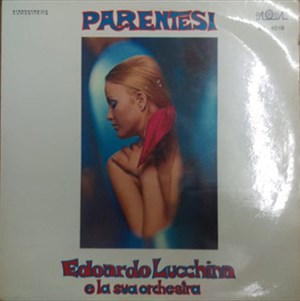 PARENTESI
Edoardo Lucchina
e la sua orchestra